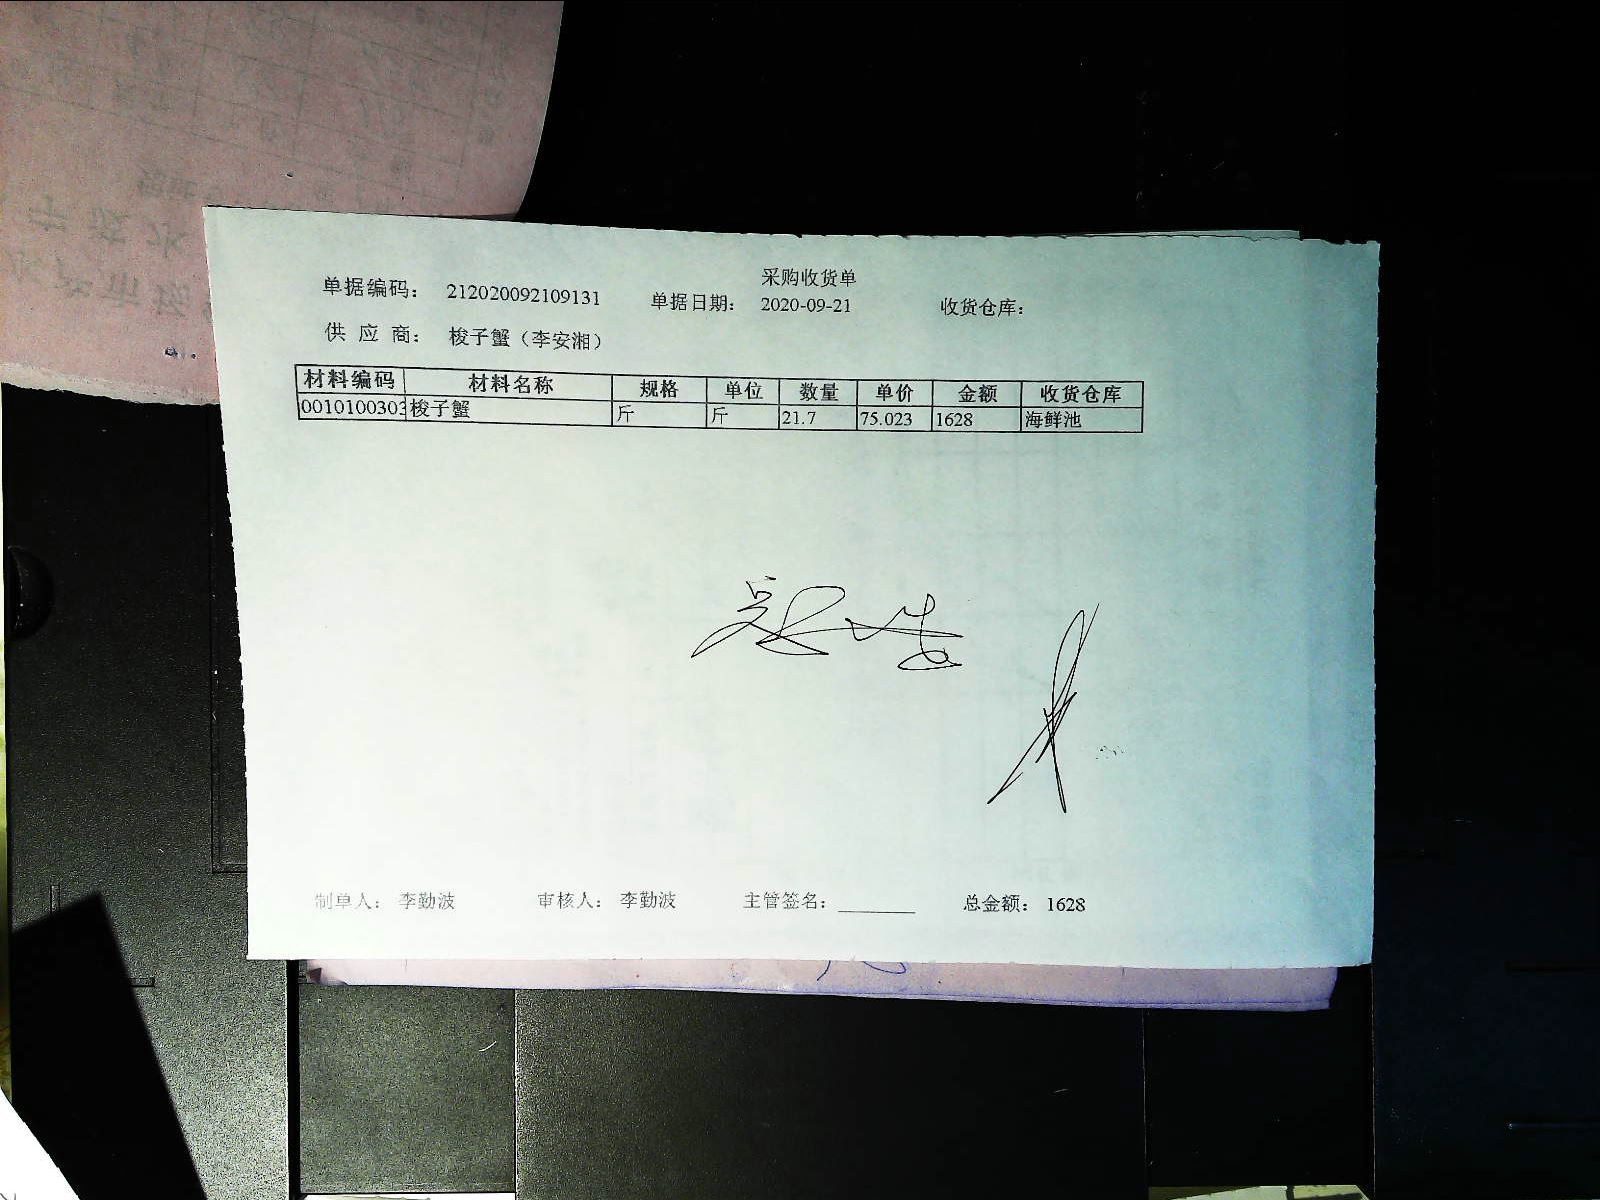 采购收货单
单据编码： 212020092109131 单据日期： 2020-09-21 收货仓库：
供 应 商： 梭子蟹（李安湘）
材料编码 材料名称 规格 单位 数量 单价 金额 收货仓库
0010100303 梭子蟹 斤 斤 21.7 75.023 1628 海鲜池
制单人： 李勤波 审核人： 李勤波 主管签名： 总金额： 1628